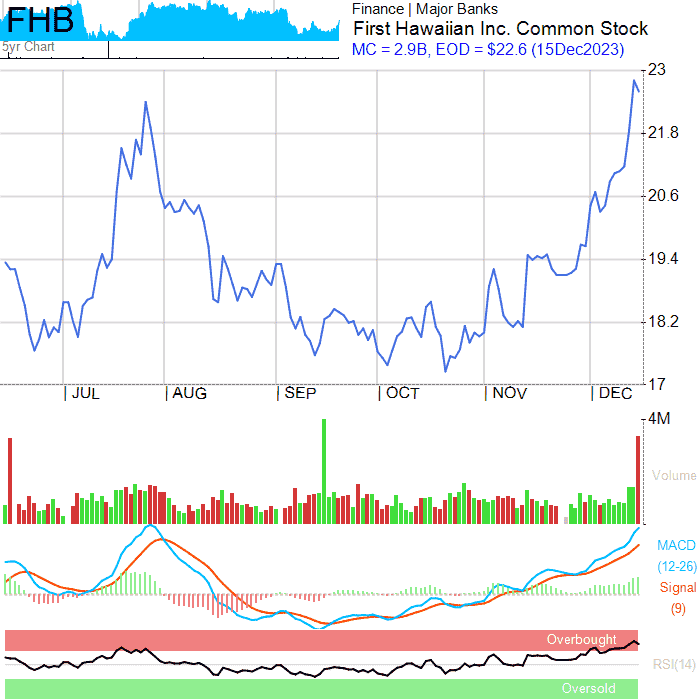 FHB
5yr Chart
Finance | Major Banks
First Hawaiian Inc. Common Stock
MC = 2.9B, EOD = $22.6 (15Dec2023)
23
21.8
20.6
19.4
18.2
17
| JUL | AUG | SEP | OCT | NOV | DEC
4M
Volume
MACD
(12-26)
Signal
(9)
Overbought
RSI(14)
Oversold